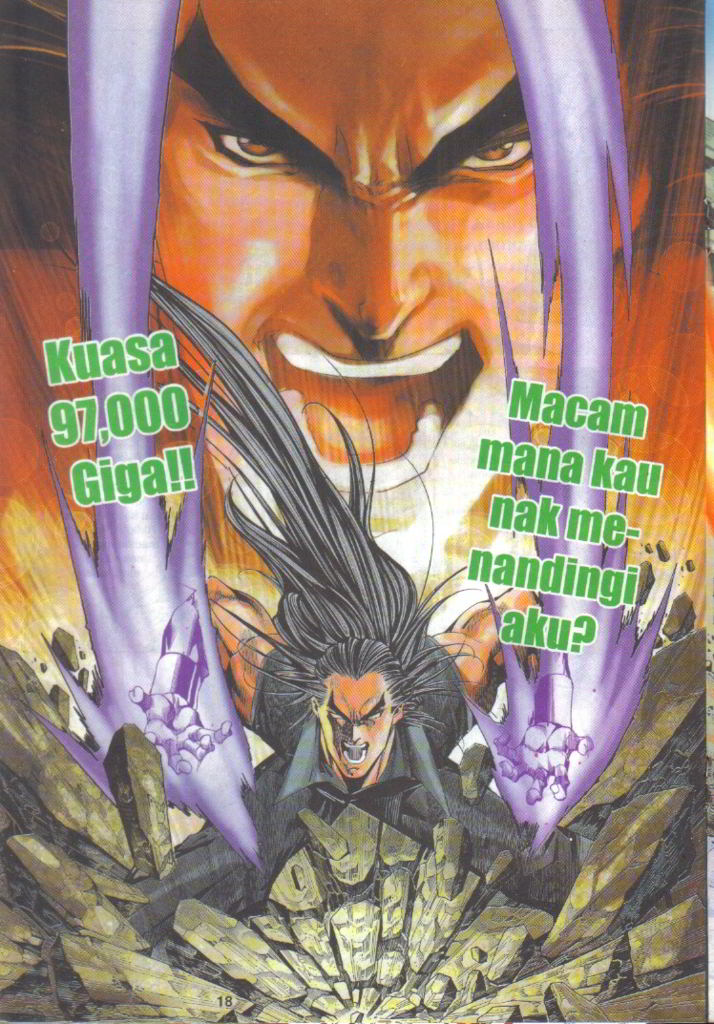 Kuasa
97,000
Giga!!
Macam
mana kau
nak me-
nandingi
aku?
18